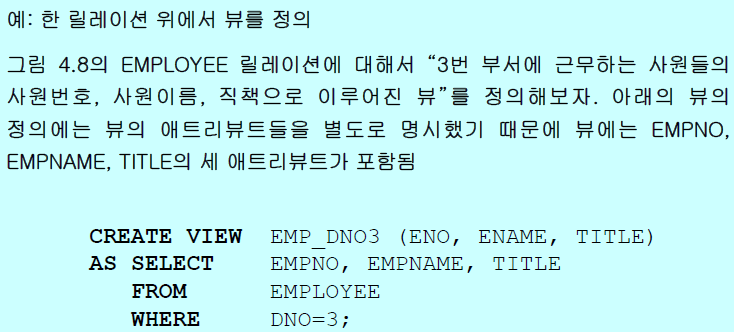 예: 한 릴레이션 위에서 뷰를 정의
그림 4.8의 EMPLOYEE 릴레이션에 대해서 “3번 부서에 근무하는 사원들의
사원번호, 사원이름, 직책으로 이루어진 뷰”를 정의해보자. 아래의 뷰의
정의에는 뷰의 애트리뷰트들을 별도로 명시했기 때문에 뷰에는 EMPNO,
EMPNAME, TITLE의 세 애트리뷰트가 포함됨
CREATE VIEW EMP_DNO3 (ENO, ENAME, TITLE)
AS SELECT EMPNO, EMPNAME, TITLE
FROM EMPLOYEE
WHERE DNO=3;